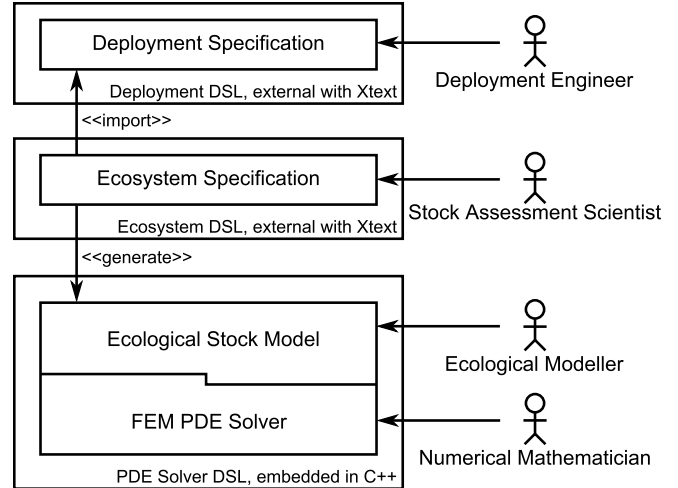 Deployment Specification
Deployment Engineer
Deployment DSL, external with Xtext
<<import>>
Ecosystem Specification
Stock Assessment Scientist
Ecosystem DSL, external with Xtext
<<generate>>
Ecological Stock Model
Ecological Modeller
FEM PDE Solver
Numerical Mathematician
PDE Solver DSL, embedded in C++